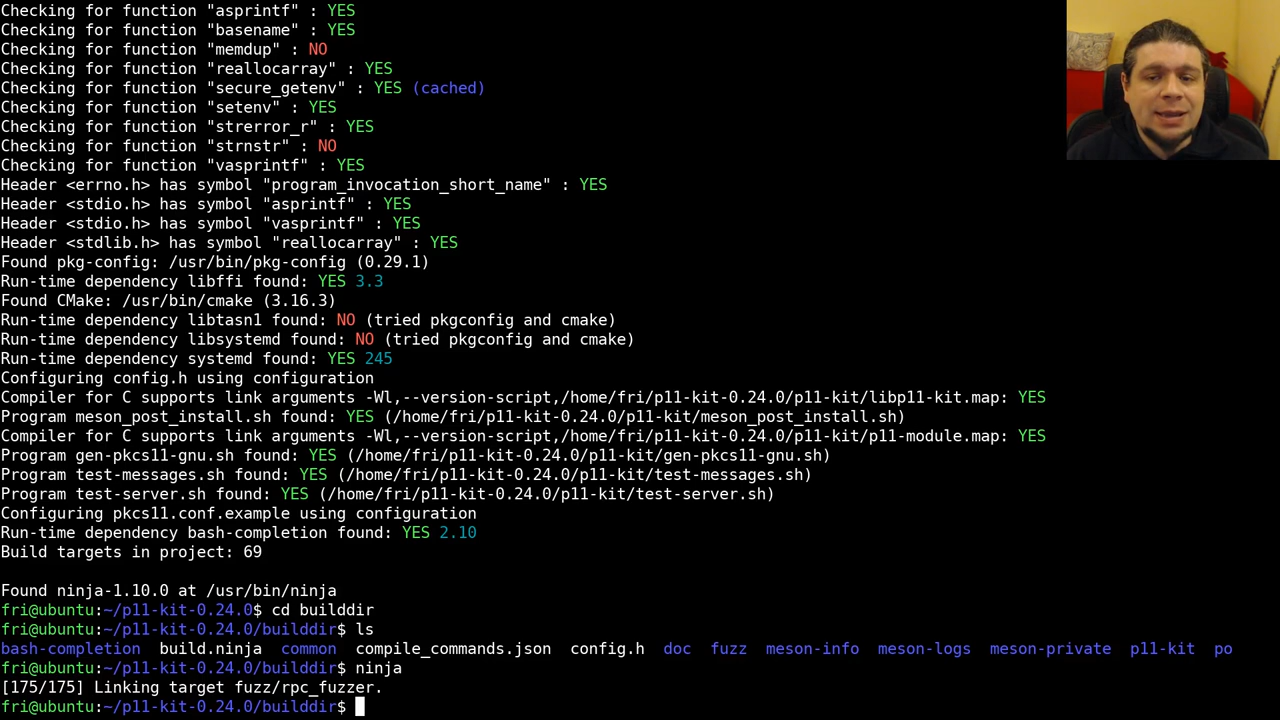 Checking for function "asprintf" : YES
Checking for function "basename" : YES
Checking for function "memdup" : NO
Checking for function "reallocarray" : YES
Checking for function "secure_getenv" : YES (cached)
Checking for function "setenv" : YES
Checking for function "strerror_r" : YES
Checking for function "strnstr" : NO
Checking for function "vasprintf" : YES
Header <errno.h> has symbol "program_invocation_short_name" : YES
Header <stdio.h> has symbol "asprintf" : YES
Header <stdio.h> has symbol "vasprintf" : YES
Header <stdlib.h> has symbol "reallocarray" : YES
Found pkg-config: /usr/bin/pkg-config (0.29.1)
Run-time dependency libffi found: YES 3.3
Found CMake: /usr/bin/cmake (3.16.3)
Run-time dependency libtasn1 found: NO (tried pkgconfig and cmake)
Run-time dependency libsystemd found: NO (tried pkgconfig and cmake)
Run-time dependency systemd found: YES 245
Configuring config.h using configuration
Compiler for C supports link arguments -Wl,--version-script,/home/fri/p11-kit-0.24.0/p11-kit/libp11-kit.map: YES
Program meson_post_install.sh found: YES (/home/fri/p11-kit-0.24.0/p11-kit/meson_post_install.sh)
Compiler for C supports link arguments -Wl,--version-script,/home/fri/p11-kit-0.24.0/p11-kit/p11-module.map: YES
Program gen-pkcs11-gnu.sh found: YES (/home/fri/p11-kit-0.24.0/p11-kit/gen-pkcs11-gnu.sh)
Program test-messages.sh found: YES (/home/fri/p11-kit-0.24.0/p11-kit/test-messages.sh)
Program test-server.sh found: YES (/home/fri/p11-kit-0.24.0/p11-kit/test-server.sh)
Configuring pkcs11.conf.example using configuration
Run-time dependency bash-completion found: YES 2.10
Build targets in project: 69
Found ninja-1.10.0 at /usr/bin/ninja
fri@ubuntu:~/p11-kit-0.24.0$ cd builddir
fri@ubuntu:~/p11-kit-0.24.0/builddir$ ls
bash-completion build.ninja common compile_commands.json config.h doc fuzz meson-info meson-logs meson-private p11-kit po
fri@ubuntu:~/p11-kit-0.24.0/builddir$ ninja
[175/175] Linking target fuzz/rpc_fuzzer.
fri@ubuntu:~/p11-kit-0.24.0/builddir$